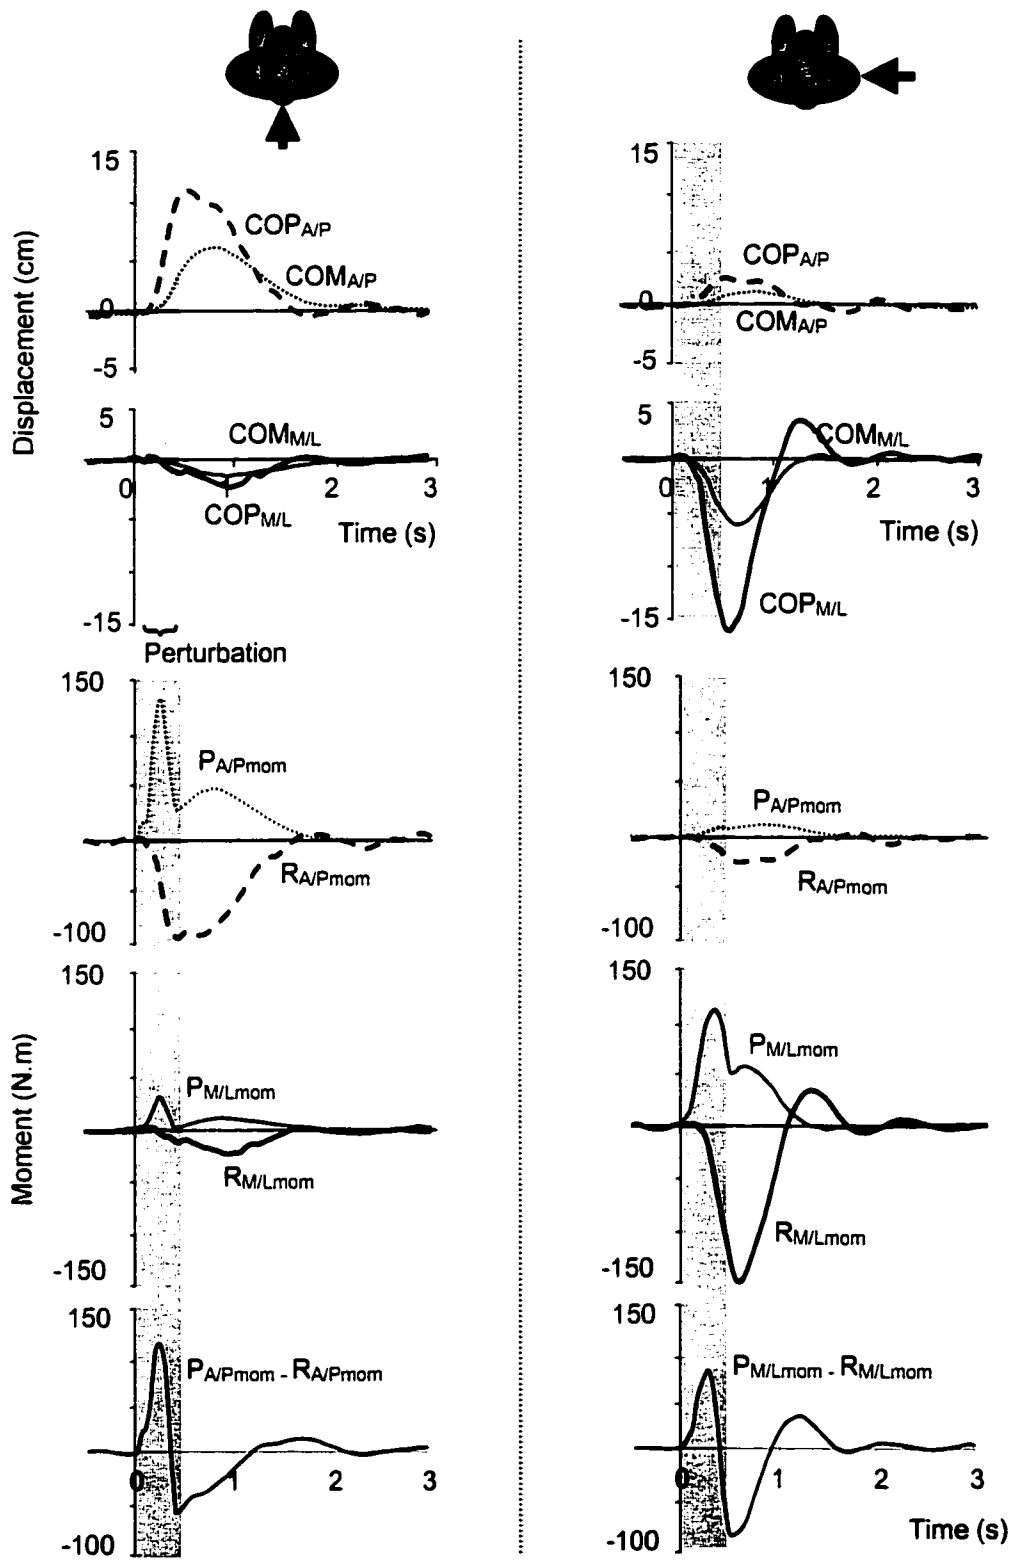 Displacement (cm)
15
COPA/P
COMA/P
0
-5
5
COMM/L
0 1 2 3
COPM/L
Time (s)
-15
Perturbation
150
PA/Pmom
RA/Pmom
-100
Moment (N.m)
150
PM/Lmom
RM/Lmom
-150
150
PA/Pmom - RA/Pmom
0 1 2 3
-100
15
COPA/P
0
COMA/P
-5
5
COMM/L
0 1 2 3
Time (s)
COPM/L
-15
150
PA/Pmom
RA/Pmom
-100
150
PM/Lmom
RM/Lmom
-150
150
PM/Lmom - RM/Lmom
0 1 2 3
Time (s)
-100